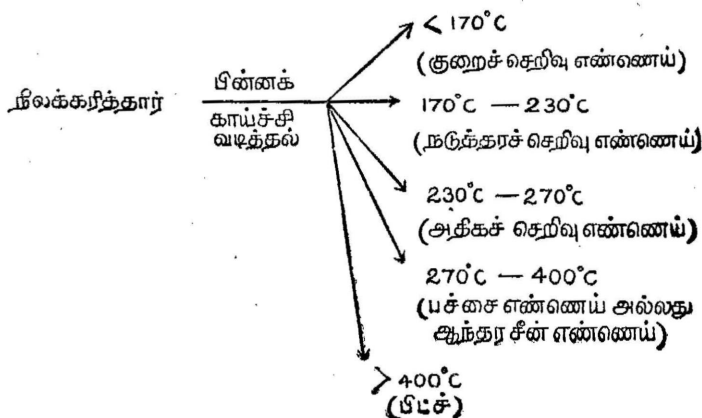 < 170°C
(குறைச் செறிவு எண்ணெய்)
நிலக்கரித்தார்
பின்னக்
காய்ச்சி
வடித்தல்
170°C — 230°C
(நடுத்தரச் செறிவு எண்ணெய்)
230°C — 270°C
(அதிகச் செறிவு எண்ணெய்)
270°C — 400°C
(பச்சை எண்ணெய் அல்லது
ஆந்தர சீன் எண்ணெய்)
> 400°C
(பிட்ச்)